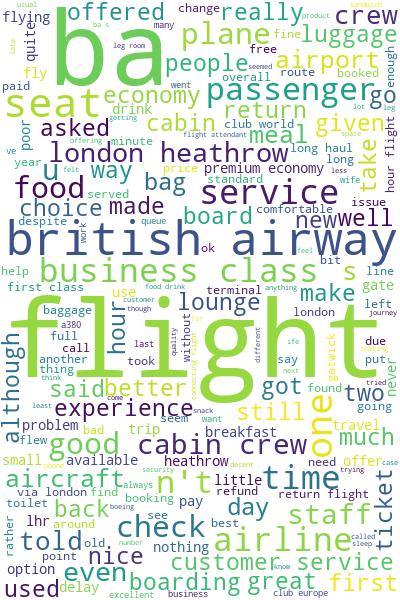 usual
ba s
many
change
offered
crew
sandwich
late
leg room
ba
plane
luggage
flying
review
quite
free
fine
product
people
airport
fly
seemed
route
booked
paid
went
overall
seat
economy
passenger
go
enough
poor
drink
return
lot
leg
getting
minute
flight attendant
asked
cabin
club world
given
offering
space
london heathrow
meal
price
premium economy
long haul
less
hour flight
ve
year
felt
long
wife
u
way
bag
standard
take
food
served
service
comfortable
issue
choice
made
board
new
well
despite
queue
work
ok
feel
british airway
help
business class
s
bit
line
first class
food drink
terminal
london
make
gate
baggage
customer
anything
journey
a380
though
use
lounge
left
flight
full
hour
call
last
without
due
although
another
took
quality
ife
say
put
thing
think
next
found
tried
going
never
said
better
got
two
least
come
snack
experience
still
one
gatwick
problem
seem
want
travel
good
bad
trip
breakfast
much
small
available
cabin crew
offer
phone
security
decent
need
trying
case
aircraft
always
n't
heathrow
little
return flight
time
ticket
via london
find
booking
refund
called
sleep
toilet
boeing
pay
day
staff
lhr
back
around
check
see
best
rather
told
old
number
airline
point
nice
nothing
customer service
know
option
even
boarding
great
first
used
delay
excellent
business
club europe
different
connecting flight